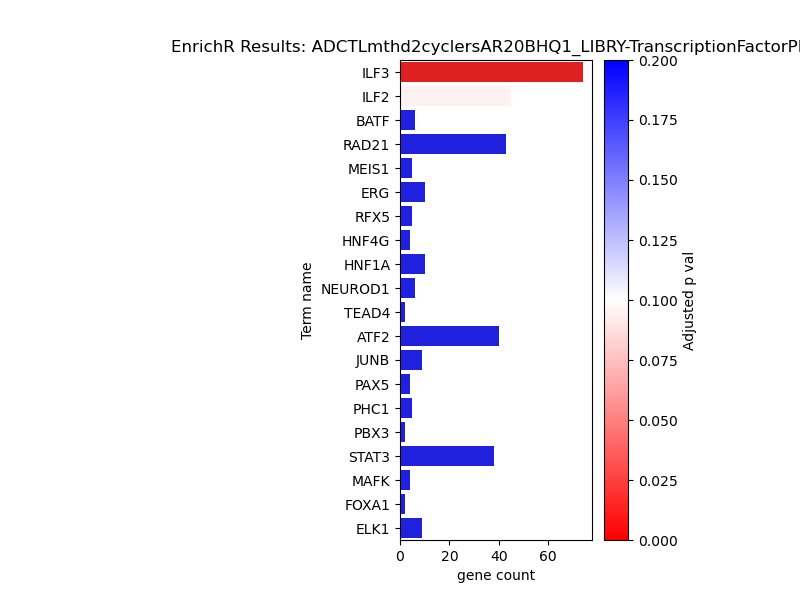 EnrichR Results: ADCTLmthd2cyclersAR20BHQ1_LIBRY-TranscriptionFactorP
Term name
ILF3
ILF2
BATF
RAD21
MEIS1
ERG
RFX5
HNF4G
HNF1A
NEUROD1
TEAD4
ATF2
JUNB
PAX5
PHC1
PBX3
STAT3
MAFK
FOXA1
ELK1
0 20 40 60
gene count
0.200
0.175
0.150
0.125
0.100
0.075
0.050
0.025
0.000
Adjusted p val